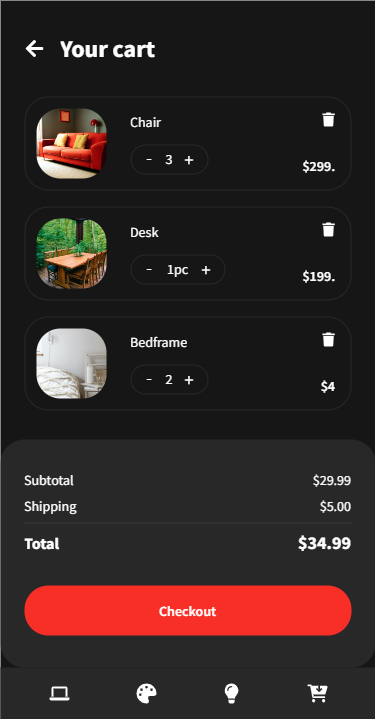 Your cart
Chair
- 3 +
$299.
Desk
- 1pc +
$199.
Bedframe
- 2 +
$4
Subtotal $29.99
Shipping $5.00
Total $34.99
Checkout